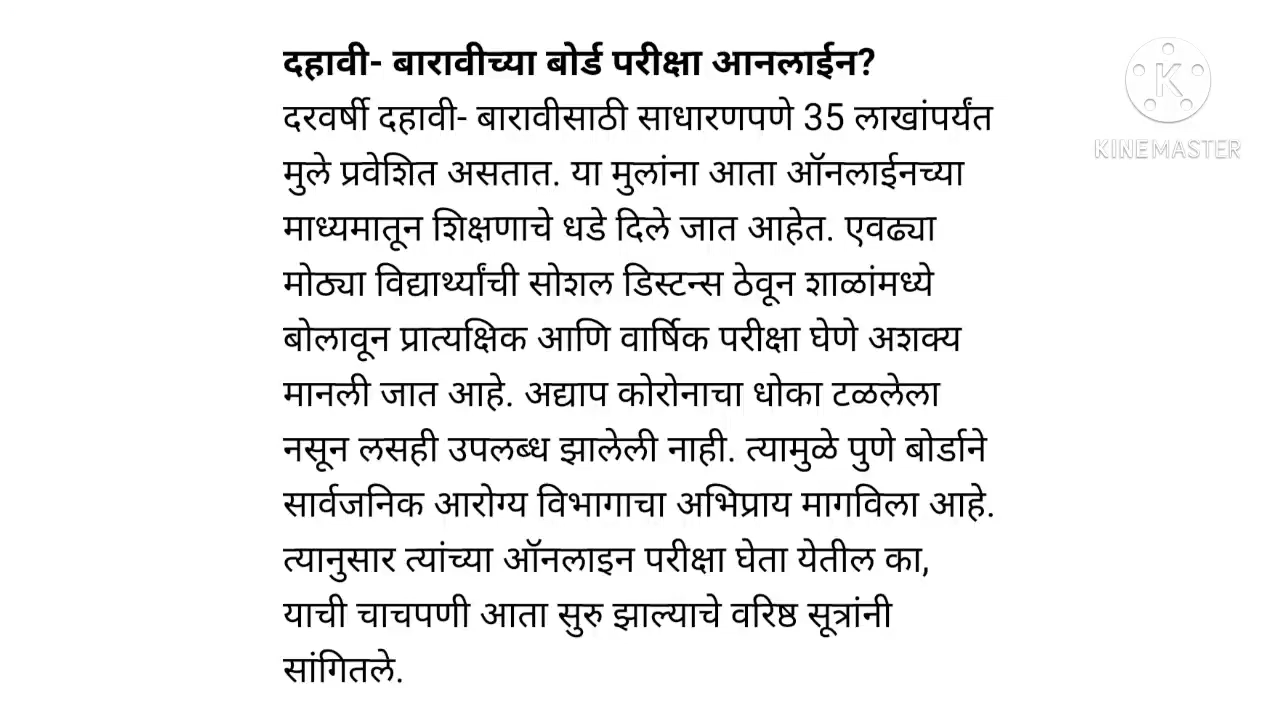 दहावी- बारावीच्या बोर्ड परीक्षा आनलाईन?
दरवर्षी दहावी- बारावीसाठी साधारणपणे 35 लाखांपर्यंत
मुले प्रवेशित असतात. या मुलांना आता ऑनलाईनच्या
माध्यमातून शिक्षणाचे धडे दिले जात आहेत. एवढ्या
मोठ्या विद्यार्थ्यांची सोशल डिस्टन्स ठेवून शाळांमध्ये
बोलावून प्रात्यक्षिक आणि वार्षिक परीक्षा घेणे अशक्य
मानली जात आहे. अद्याप कोरोनाचा धोका टळलेला
नसून लसही उपलब्ध झालेली नाही. त्यामुळे पुणे बोर्डाने
सार्वजनिक आरोग्य विभागाचा अभिप्राय मागविला आहे.
त्यानुसार त्यांच्या ऑनलाइन परीक्षा घेता येतील का,
याची चाचपणी आता सुरु झाल्याचे वरिष्ठ सूत्रांनी
सांगितले.
K
KINEMASTER